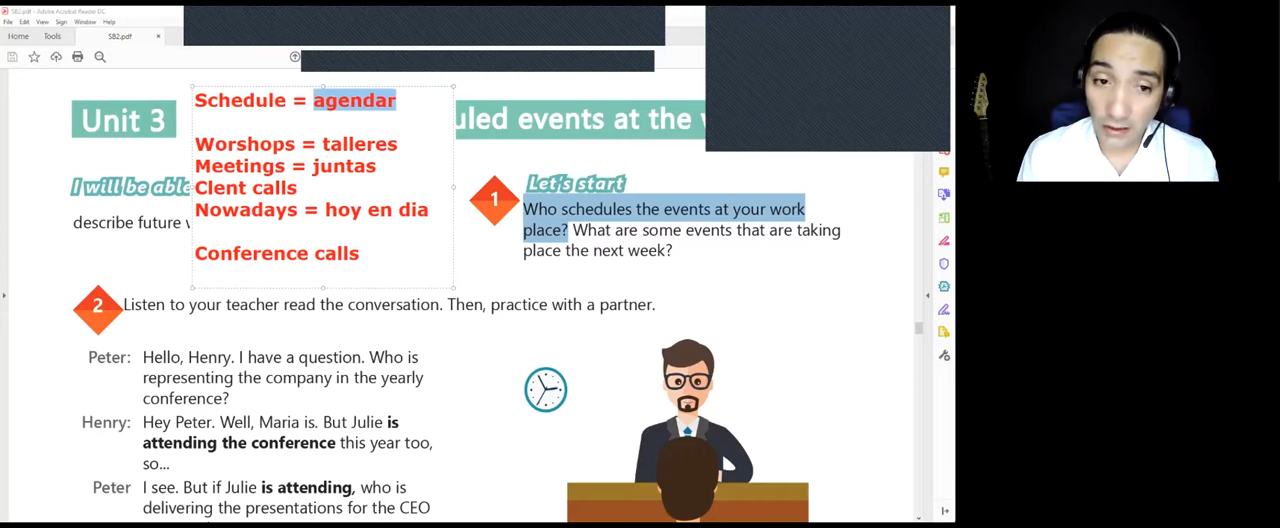 SB2.pdf - Adobe Acrobat Reader DC
File Edit View Sign Window Help
Home Tools SB2.pdf ×
Unit 3
uled events at the
Schedule = agendar
Worshops = talleres
Meetings = juntas
Clent calls
Nowadays = hoy en dia
Conference calls
I will be able
describe future
1
Let's start
Who schedules the events at your work
place? What are some events that are taking
place the next week?
2 Listen to your teacher read the conversation. Then, practice with a partner.
Peter: Hello, Henry. I have a question. Who is
representing the company in the yearly
conference?
Henry: Hey Peter. Well, Maria is. But Julie is
attending the conference this year too,
so...
Peter I see. But if Julie is attending, who is
delivering the presentations for the CEO